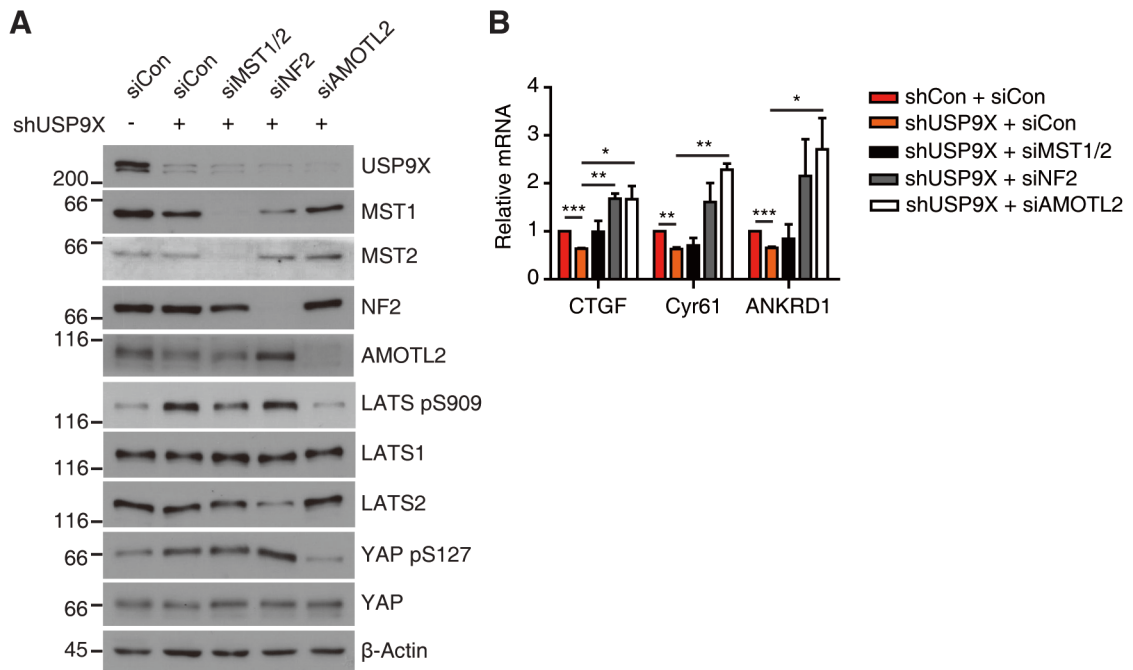 A
siCon siCon siMST1/2 siNF2 siAMOTL2
shUSP9X - + + + +
200 USP9X
66 MST1
66 MST2
66 NF2
116 AMOTL2
116 LATS pS909
116 LATS1
116 LATS2
66 YAP pS127
66 YAP
45 β-Actin
B
Relative mRNA
4
3
2
1
0
* ** ***
** **
* ***
CTGF Cyr61 ANKRD1
shCon + siCon
shUSP9X + siCon
shUSP9X + siMST1/2
shUSP9X + siNF2
shUSP9X + siAMOTL2